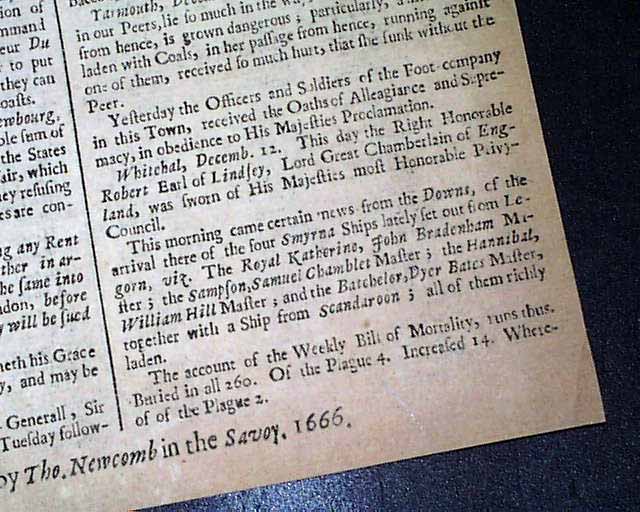 on of
mmand
eur Du
r to put
they can
oasts.
embourg,
ble sum of
the States
fair, which
they refusing
es are con-
ng any Rent
ther in ar-
the same into
ndon, before
y will be sued
neth his Grace
y, and may be
Generall, Sir
Tuesday follow-
Yarmouth,
in our Peers, lie so much in the
from hence, is grown dangerous; particularly,
laden with Coals, in her passage from hence, running against
one of them, received so much hurt, that she sunk without the
Peer.
Yesterday the Officers and Soldiers of the Foot-company
in this Town, received the Oaths of Alleagiance and Supre-
macy, in obedience to His Majesties Proclamation.
Whitehal, Decemb. 12. This day the Right Honorable
Robert Earl of Lindsey, Lord Great Chamberlain of Eng-
land, was sworn of His Majesties most Honorable Privy-
Council.
This morning came certain news from the Downs, of the
arrival there of the four Smyrna Ships lately set out from Le-
gorn, viz. The Royal Katherine, John Bradenham Ma-
ster; the Sampson, Samuel Chamblet Master; the Hannibal,
William Hill Master; and the Batchelor, Dyer Bates Master,
together with a Ship from Scandaroon; all of them richly
laden.
The account of the Weekly Bill of Mortality, runs thus.
Buried in all 260. Of the Plague 4. Increased 14. Where-
of of the Plague 2.
by Tho. Newcomb in the Savoy. 1666.